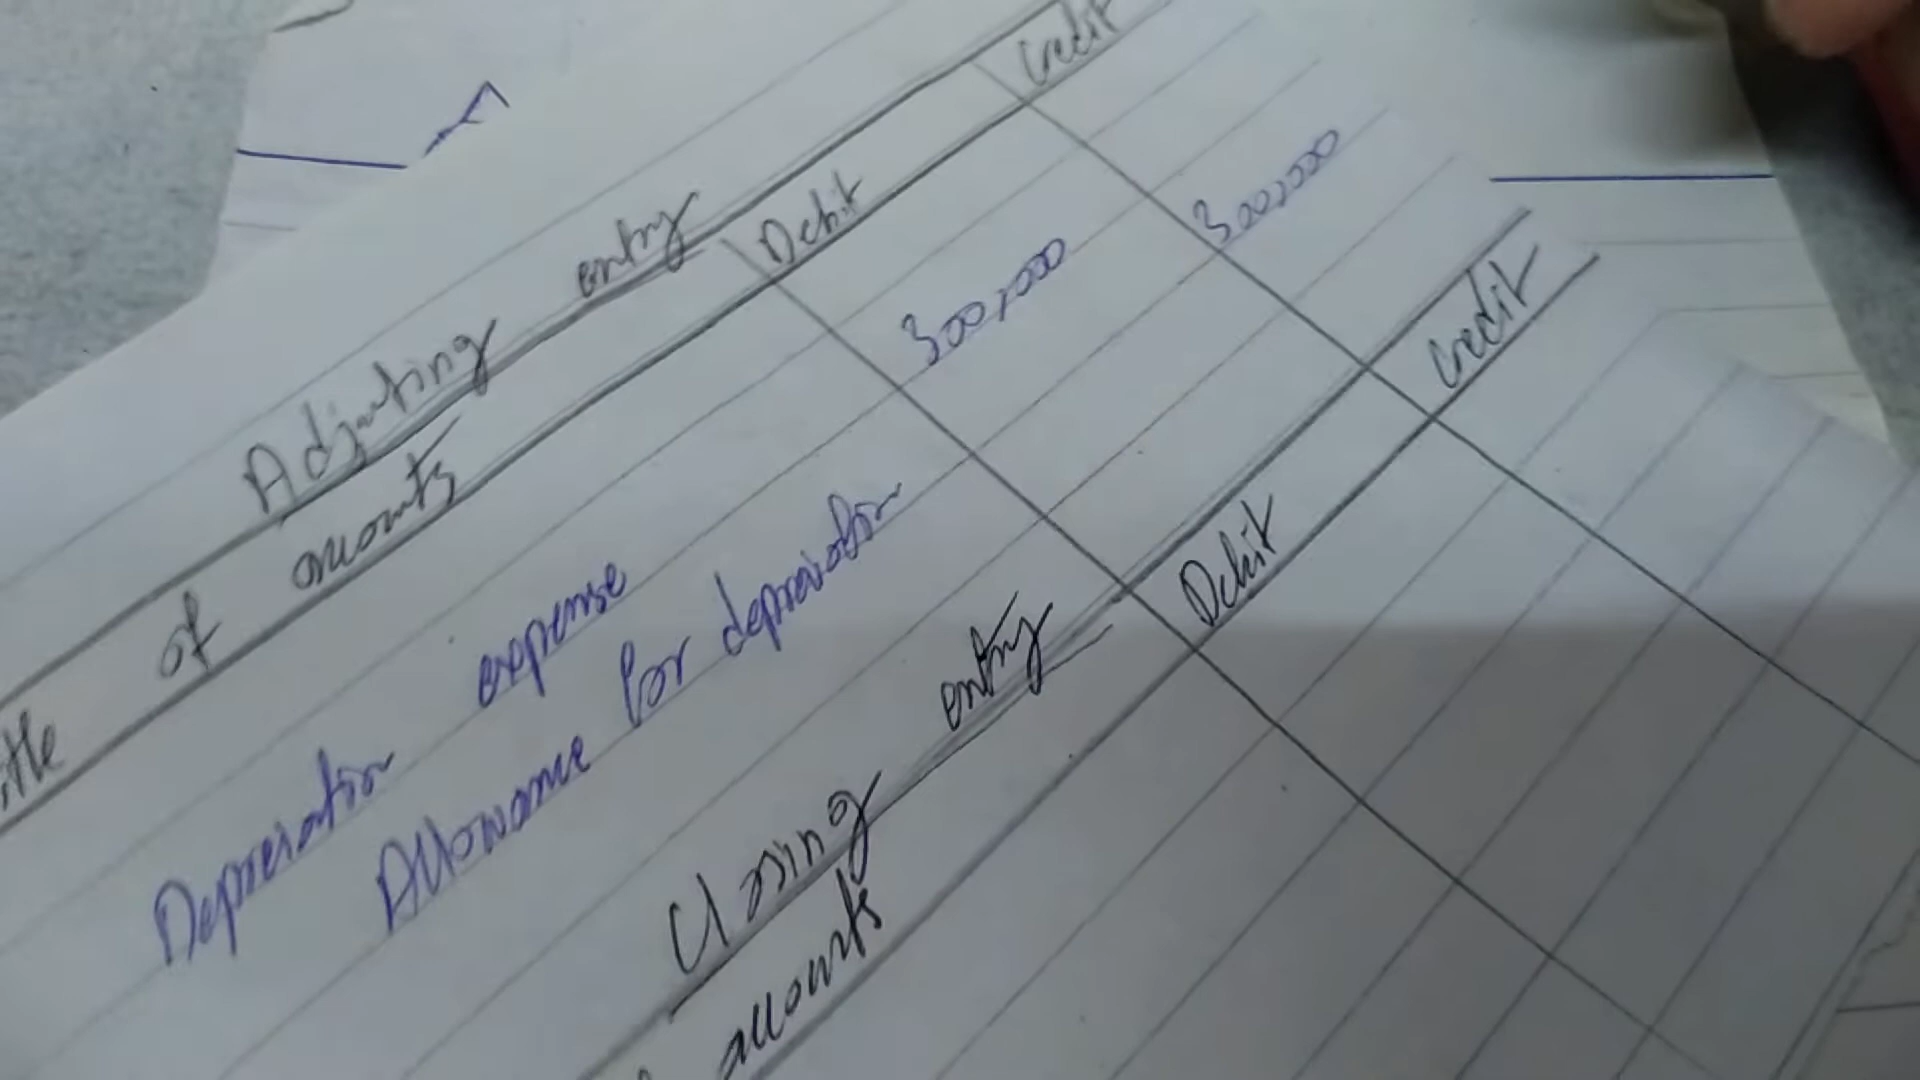 Adjusting entry
itle of accounts Debit Credit
Depreciation expense 300,000
Allowance for depreciation 300,000
Closing entry
accounts Debit Credit